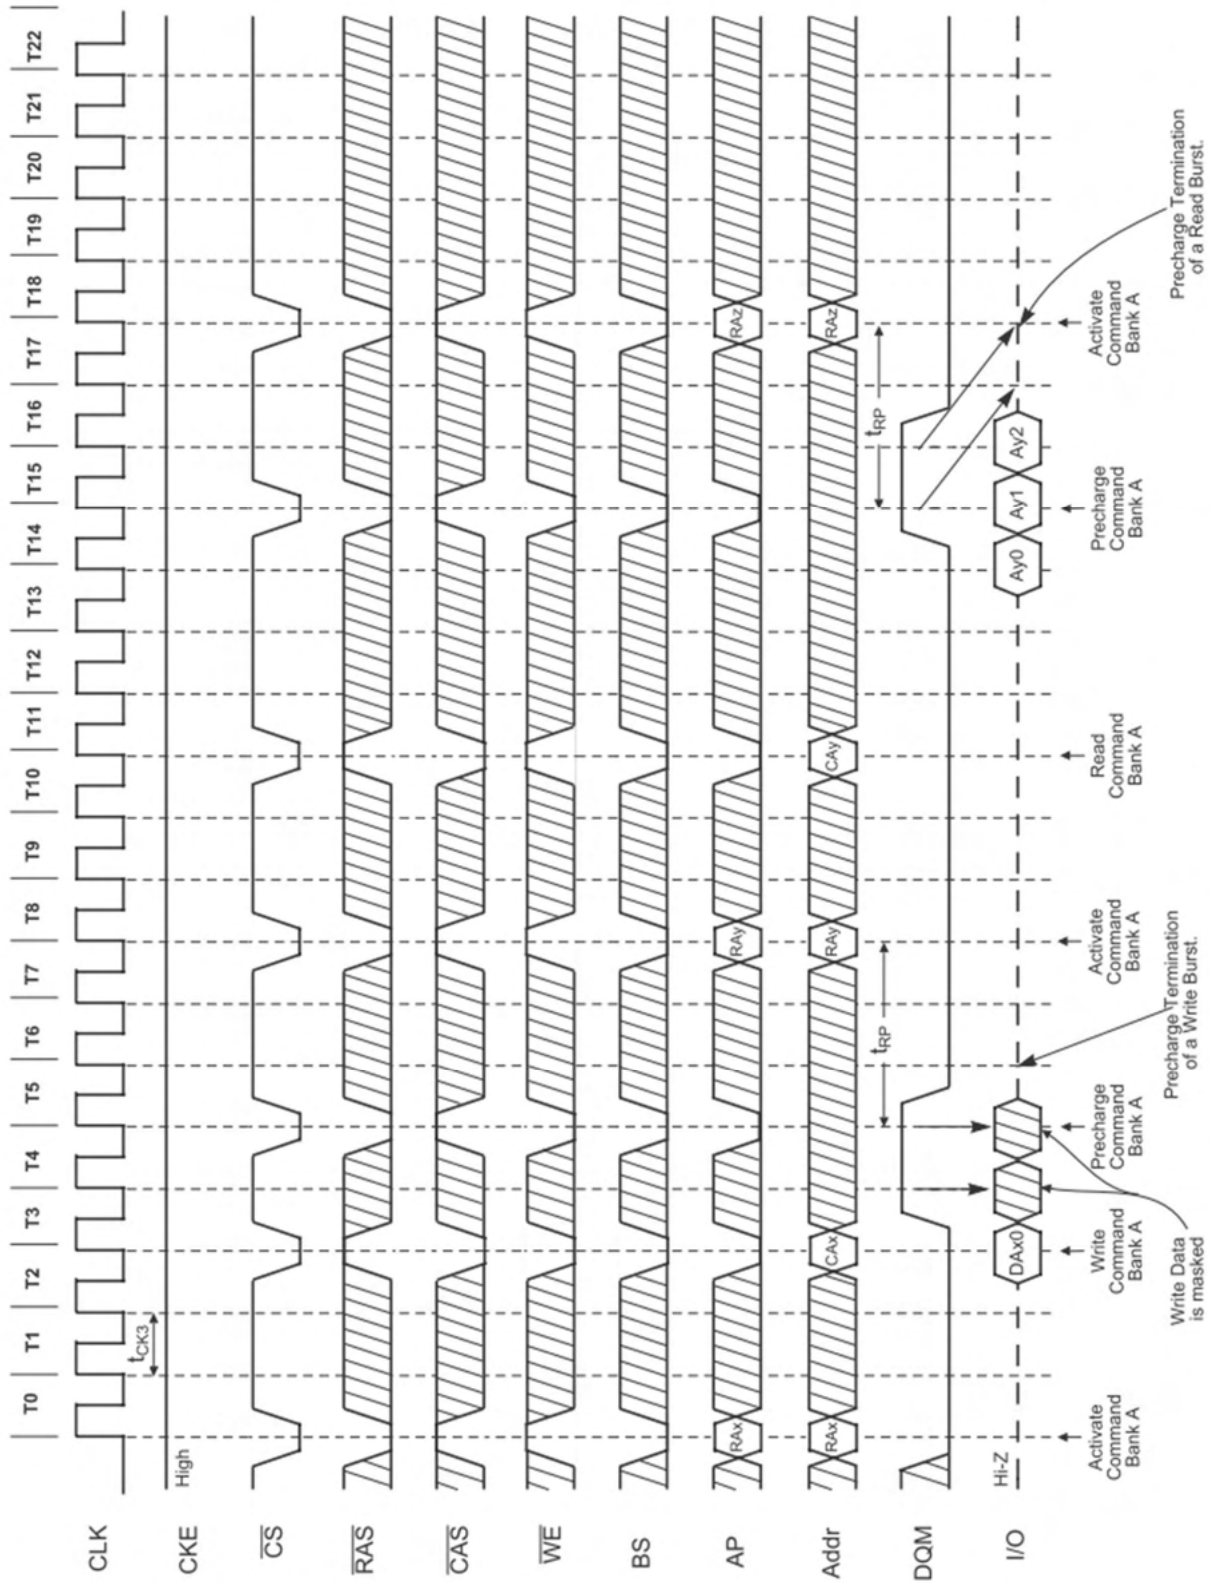 T0 T1 T2 T3 T4 T5 T6 T7 T8 T9 T10 T11 T12 T13 T14 T15 T16 T17 T18 T19 T20 T21 T22
CLK
tCK3
CKE
High
CS
RAS
CAS
WE
BS
AP
RAx RAy RAz
Addr
RAx CAx RAy CAy RAz
tRP tRP
DQM
I/O
Hi-Z
DAx0 Ay0 Ay1 Ay2
Activate
Command
Bank A
Write
Command
Bank A
Precharge
Command
Bank A
Activate
Command
Bank A
Read
Command
Bank A
Precharge
Command
Bank A
Activate
Command
Bank A
Write Data
is masked
Precharge Termination
of a Write Burst.
Precharge Termination
of a Read Burst.